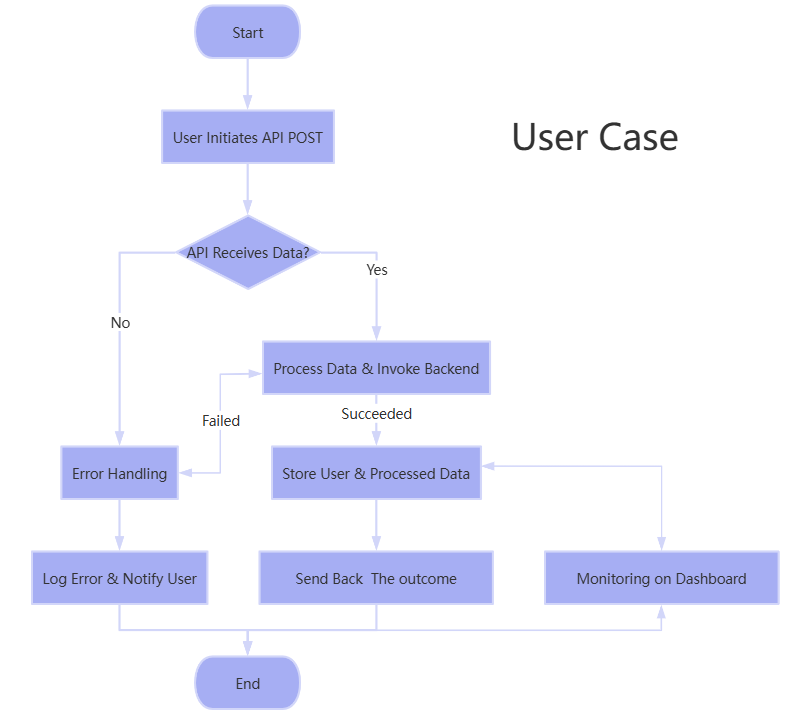 Start
User Initiates API POST
User Case
API Receives Data?
Yes
No
Process Data & Invoke Backend
Succeeded
Failed
Error Handling
Store User & Processed Data
Log Error & Notify User
Send Back The outcome
Monitoring on Dashboard
End